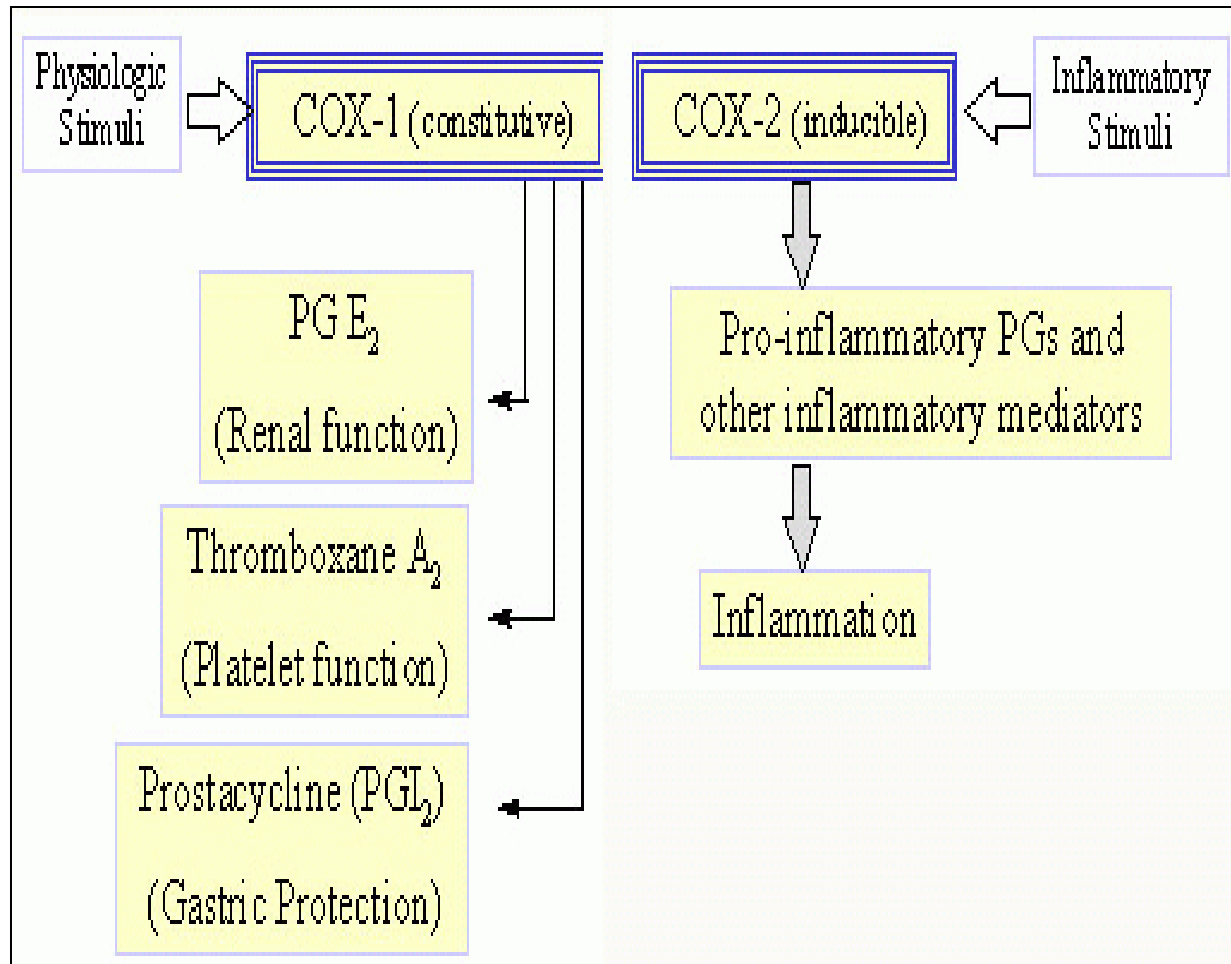 Physiologic
Stimuli
COX-1 (constitutive)
COX-2 (inducible)
Inflammatory
Stimuli
PG E₂
(Renal function)
Thromboxane A₂
(Platelet function)
Prostacycline (PGI₂)
(Gastric Protection)
Pro-inflammatory PGs and
other inflammatory mediators
Inflammation